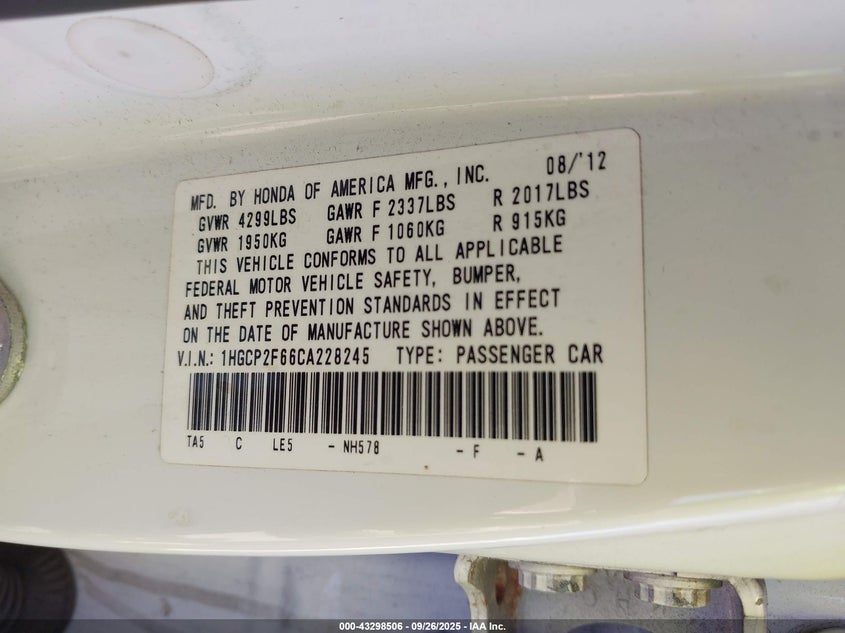 MFD. BY HONDA OF AMERICA MFG., INC. 08/'12
GVWR 4299LBS GAWR F 2337LBS R 2017LBS
GVWR 1950KG GAWR F 1060KG R 915KG
THIS VEHICLE CONFORMS TO ALL APPLICABLE
FEDERAL MOTOR VEHICLE SAFETY, BUMPER,
AND THEFT PREVENTION STANDARDS IN EFFECT
ON THE DATE OF MANUFACTURE SHOWN ABOVE.
V.I.N.: 1HGCP2F66CA228245 TYPE: PASSENGER CAR
TA5 C LE5 - NH578 - F - A
000-43298506 - 09/26/2025 - IAA Inc.